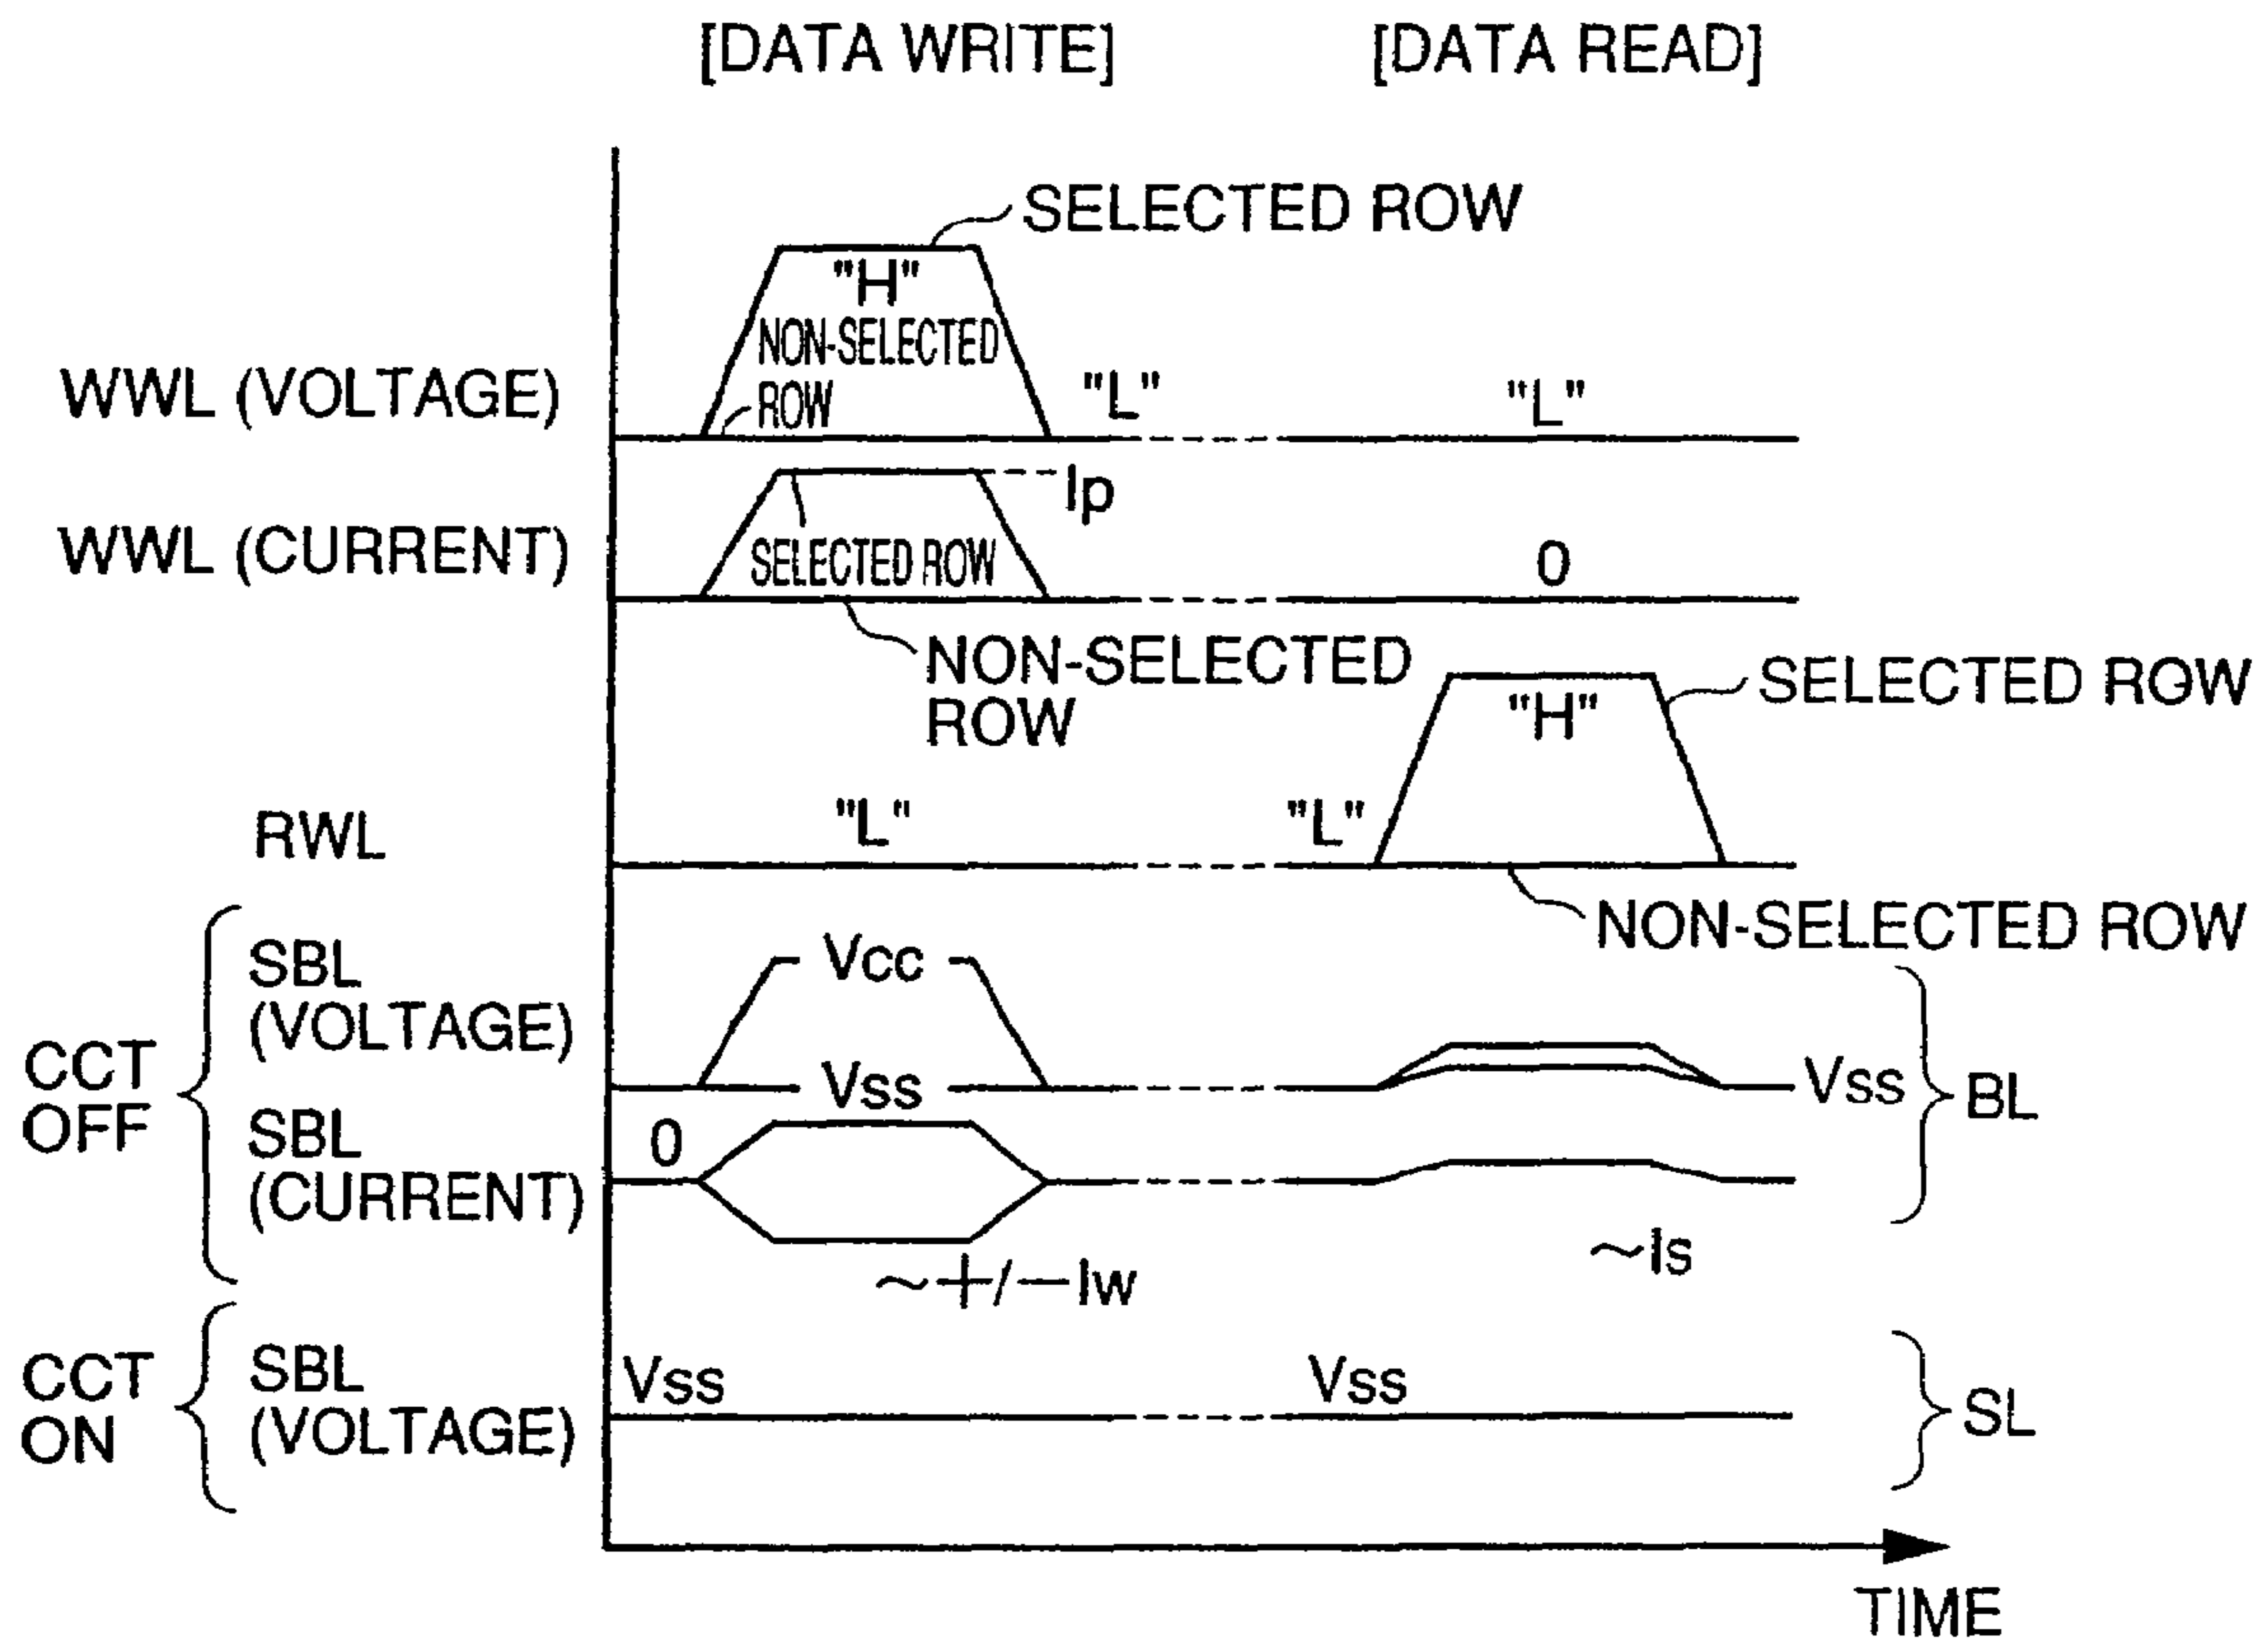 [DATA WRITE] [DATA READ]
SELECTED ROW
"H"
NON-SELECTED
ROW
WWL (VOLTAGE)
"L"
"L"
Ip
WWL (CURRENT)
SELECTED ROW
0
NON-SELECTED
ROW
SELECTED ROW
"H"
RWL
"L"
"L"
NON-SELECTED ROW
CCT
OFF
SBL
(VOLTAGE)
Vcc
Vss
Vss
BL
SBL
(CURRENT)
0
~+/-Iw
~Is
CCT
ON
SBL
(VOLTAGE)
Vss
Vss
SL
TIME